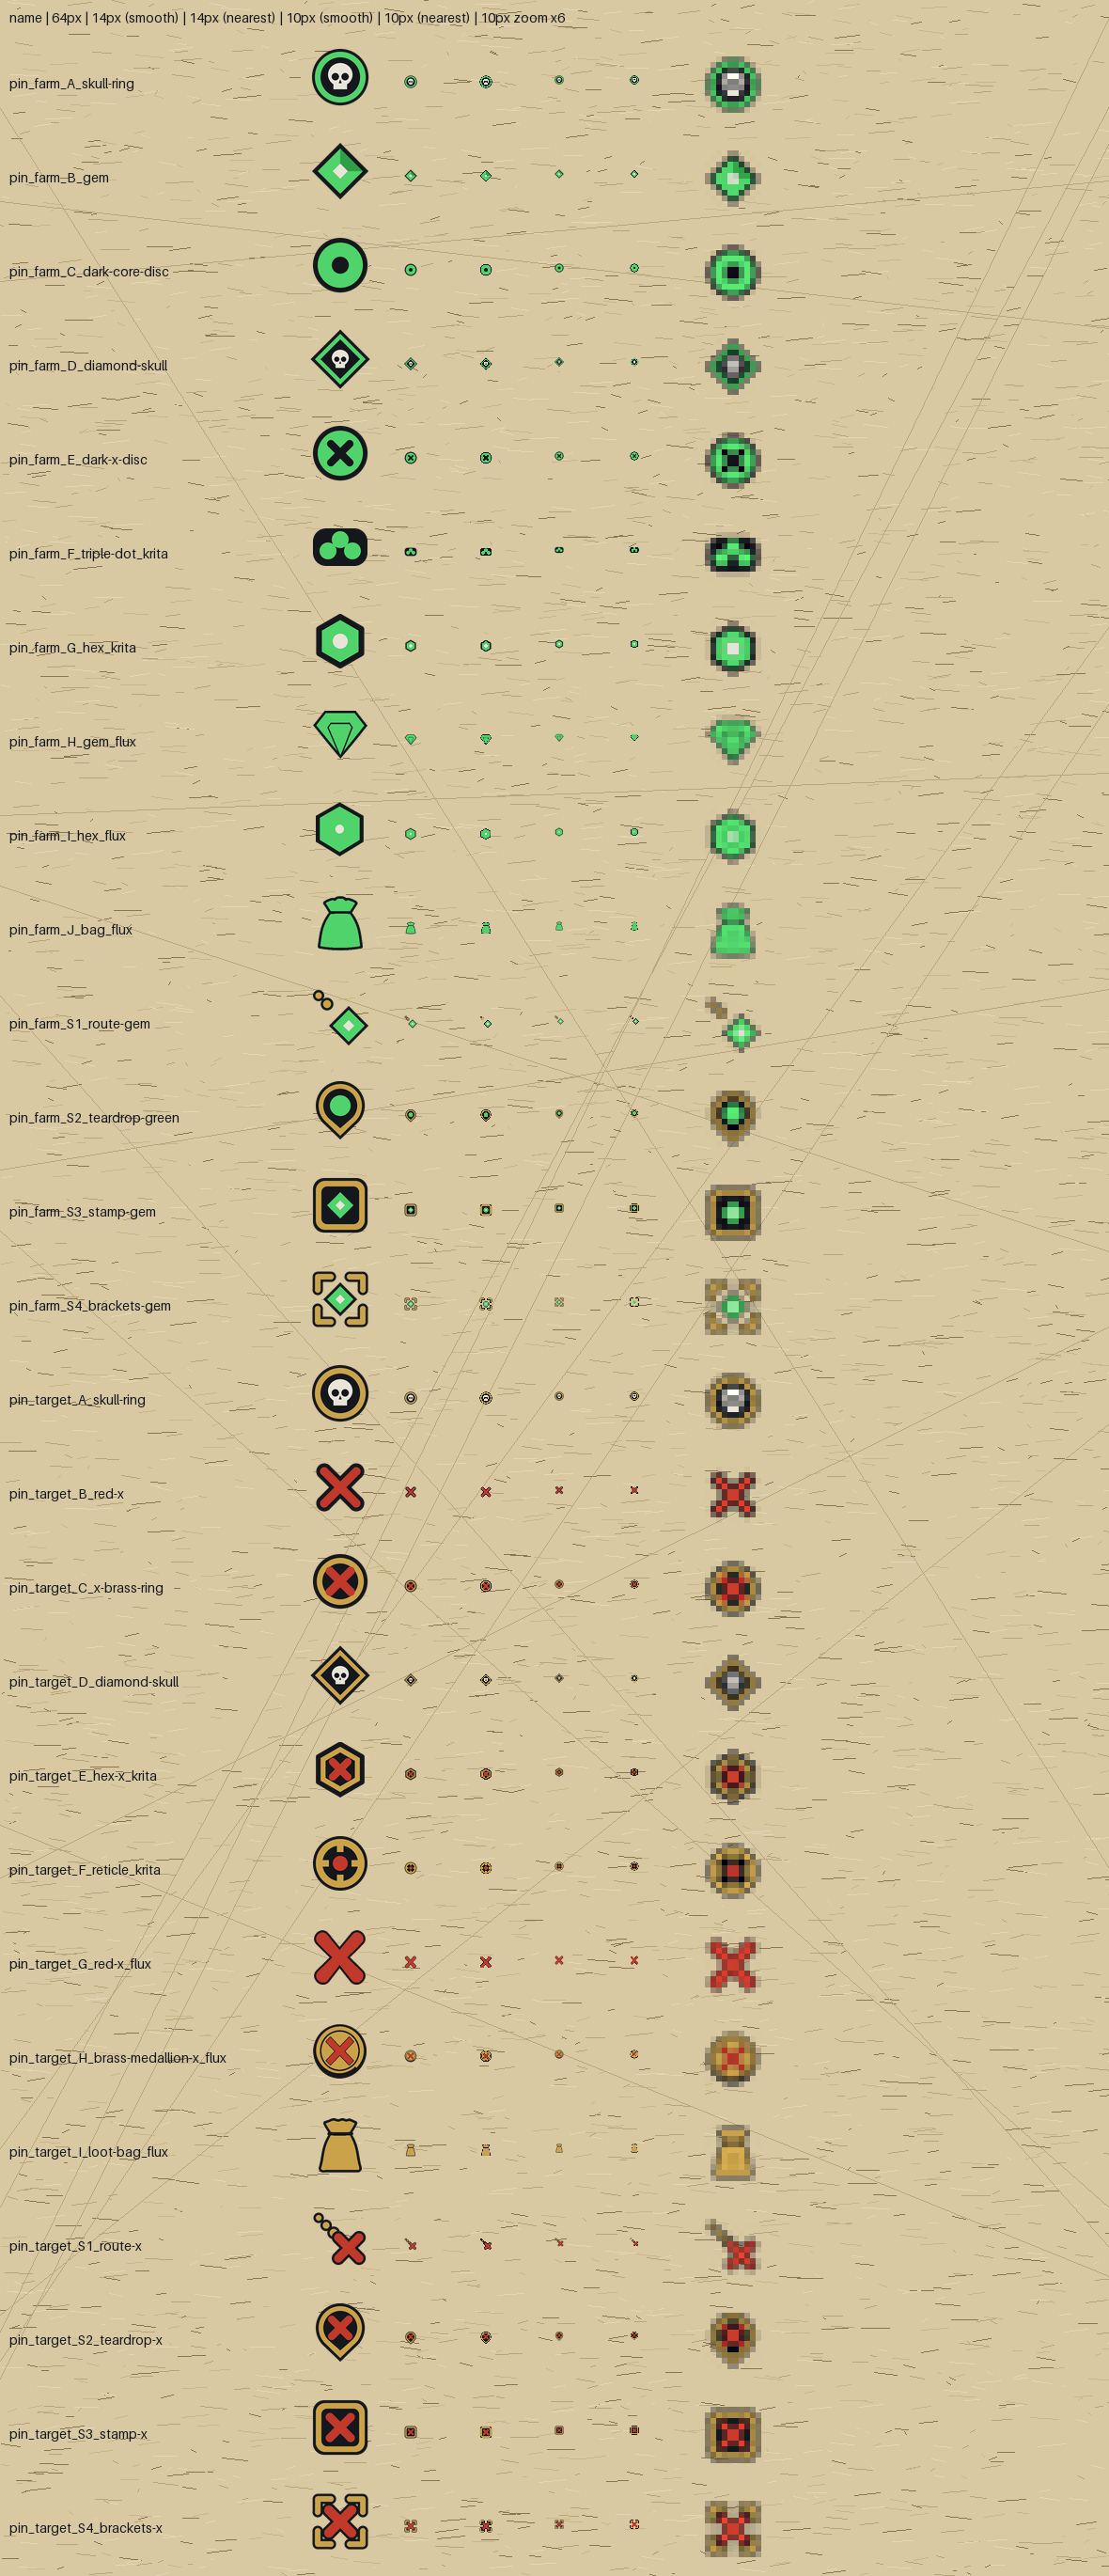 name | 64px | 14px (smooth) | 14px (nearest) | 10px (smooth) | 10px (nearest) | 10px zoom x6
pin_farm_A_skull-ring
pin_farm_B_gem
pin_farm_C_dark-core-disc
pin_farm_D_diamond-skull
pin_farm_E_dark-x-disc
pin_farm_F_triple-dot_krita
pin_farm_G_hex_krita
pin_farm_H_gem_flux
pin_farm_I_hex_flux
pin_farm_J_bag_flux
pin_farm_S1_route-gem
pin_farm_S2_teardrop-green
pin_farm_S3_stamp-gem
pin_farm_S4_brackets-gem
pin_target_A_skull-ring
pin_target_B_red-x
pin_target_C_x-brass-ring
pin_target_D_diamond-skull
pin_target_E_hex-x_krita
pin_target_F_reticle_krita
pin_target_G_red-x_flux
pin_target_H_brass-medallion-x_flux
pin_target_I_loot-bag_flux
pin_target_S1_route-x
pin_target_S2_teardrop-x
pin_target_S3_stamp-x
pin_target_S4_brackets-x